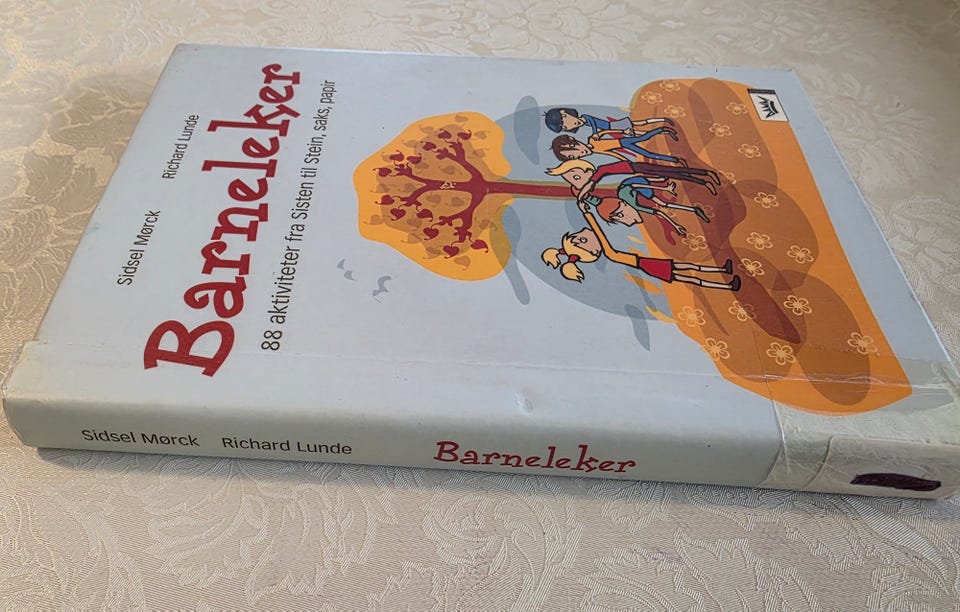 Sidsel Mørck Richard Lunde
Barneleker
88 aktiviteter fra Sisten til Stein, saks, papir
Sidsel Mørck Richard Lunde Barneleker